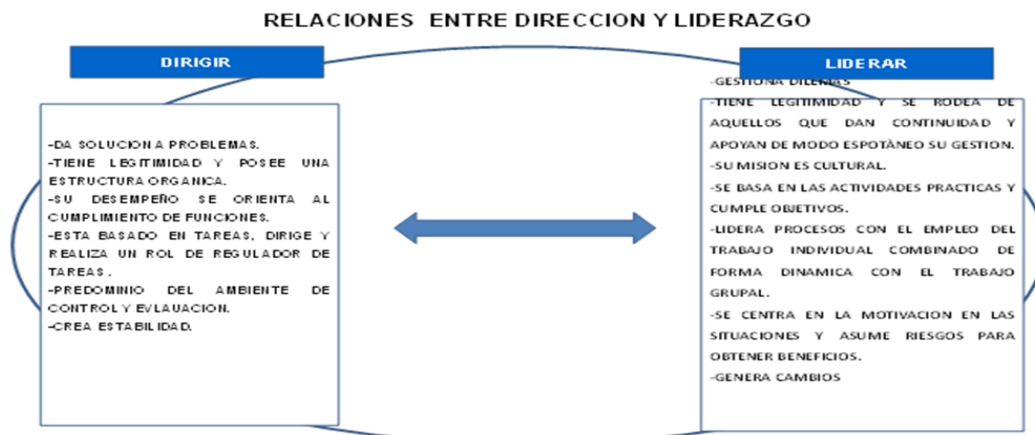 RELACIONES ENTRE DIRECCION Y LIDERAZGO
DIRIGIR
-DA SOLUCION A PROBLEMAS.
-TIENE LEGITIMIDAD Y POSEE UNA
ESTRUCTURA ORGANICA.
-SU DESEMPEÑO SE ORIENTA AL
CUMPLIMIENTO DE FUNCIONES.
-ESTA BASADO EN TAREAS, DIRIGE Y
REALIZA UN ROL DE REGULADOR DE
TAREAS.
-PREDOMINIO DEL AMBIENTE DE
CONTROL Y EVLAUACION.
-CREA ESTABILIDAD.
LIDERAR
-GESTIONA DILEMAS
-TIENE LEGITIMIDAD Y SE RODEA DE
AQUELLOS QUE DAN CONTINUIDAD Y
APOYAN DE MODO ESPOTÀNEO SU GESTION.
-SU MISION ES CULTURAL.
-SE BASA EN LAS ACTIVIDADES PRACTICAS Y
CUMPLE OBJETIVOS.
-LIDERA PROCESOS CON EL EMPLEO DEL
TRABAJO INDIVIDUAL COMBINADO DE
FORMA DINAMICA CON EL TRABAJO
GRUPAL.
-SE CENTRA EN LA MOTIVACION EN LAS
SITUACIONES Y ASUME RIESGOS PARA
OBTENER BENEFICIOS.
-GENERA CAMBIOS